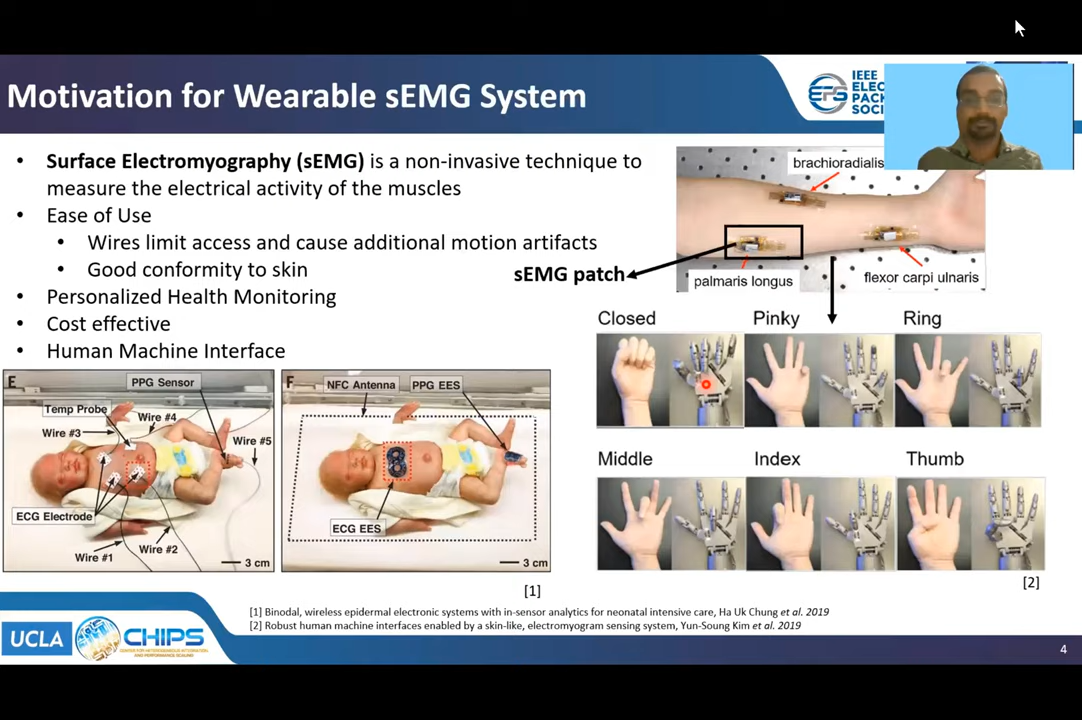 Motivation for Wearable sEMG System
IEEE
ELEC
PACK
SOCI
EPS
• Surface Electromyography (sEMG) is a non-invasive technique to
measure the electrical activity of the muscles
• Ease of Use
• Wires limit access and cause additional motion artifacts
• Good conformity to skin
• Personalized Health Monitoring
• Cost effective
• Human Machine Interface
brachioradialis
sEMG patch
palmaris longus
flexor carpi ulnaris
Closed Pinky Ring
Middle Index Thumb
[2]
E
PPG Sensor
Temp Probe
Wire #4
Wire #3
Wire #5
ECG Electrode
Wire #1
Wire #2
3 cm
F
NFC Antenna
PPG EES
ECG EES
3 cm
[1]
[1] Binodal, wireless epidermal electronic systems with in-sensor analytics for neonatal intensive care, Ha Uk Chung et al. 2019
[2] Robust human machine interfaces enabled by a skin-like, electromyogram sensing system, Yun-Soung Kim et al. 2019
UCLA
CHIPS
CENTER FOR HETEROGENEOUS INTEGRATION
AND PERFORMANCE SCALING
4